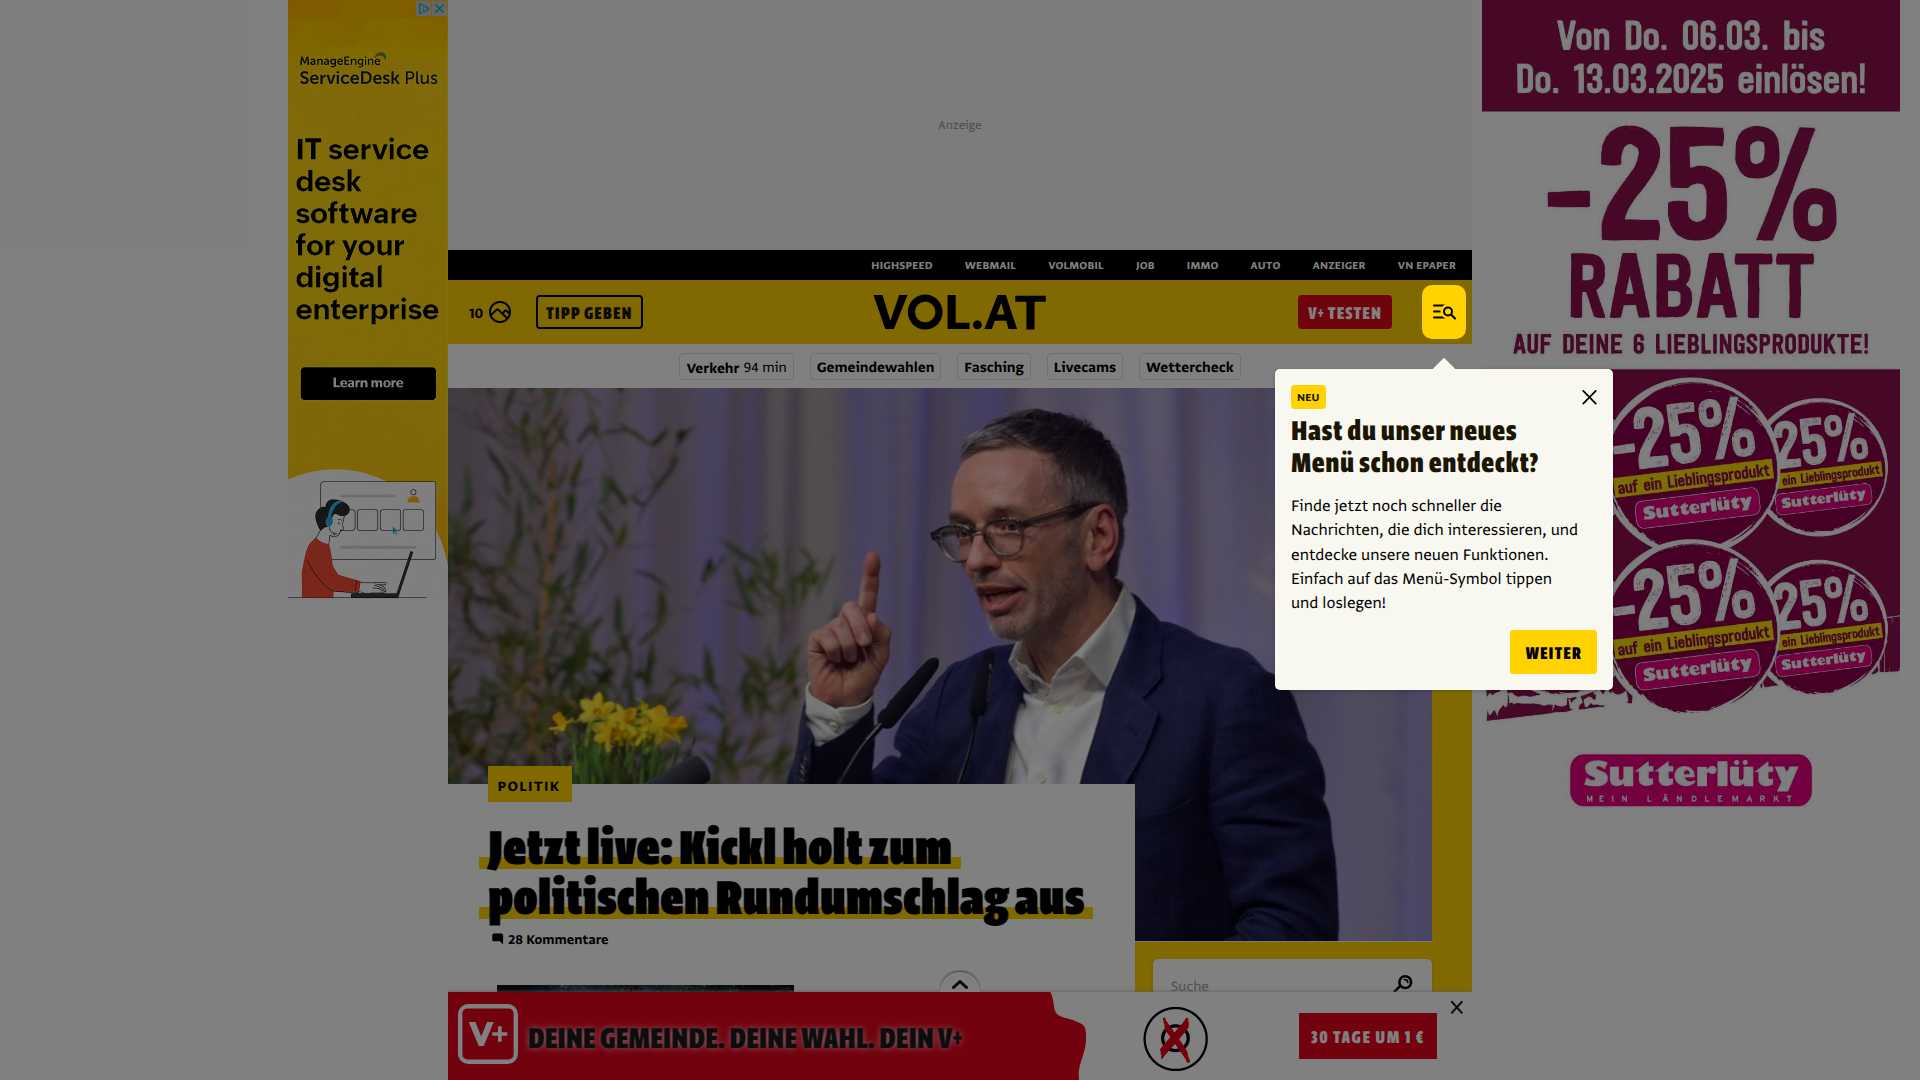 ManageEngine
ServiceDesk Plus
IT service
desk
software
for your
digital
enterprise
Learn more
Anzeige
HIGHSPEED WEBMAIL VOLMOBIL JOB IMMO AUTO ANZEIGER VN EPAPER
10
TIPP GEBEN
VOL.AT
V+ TESTEN
Verkehr 94 min
Gemeindewahlen
Fasching
Livecams
Wettercheck
NEU
Hast du unser neues
Menü schon entdeckt?
Finde jetzt noch schneller die
Nachrichten, die dich interessieren, und
entdecke unsere neuen Funktionen.
Einfach auf das Menü-Symbol tippen
und loslegen!
WEITER
POLITIK
Jetzt live: Kickl holt zum
politischen Rundumschlag aus
28 Kommentare
Suche
V+
DEINE GEMEINDE. DEINE WAHL. DEIN V+
30 TAGE UM 1 €
Von Do. 06.03. bis
Do. 13.03.2025 einlösen!
-25%
RABATT
AUF DEINE 6 LIEBLINGSPRODUKTE!
-25%
auf ein Lieblingsprodukt
Sutterlüty
25%
ein Lieblingsprodukt
Sutterlüty
-25%
auf ein Lieblingsprodukt
Sutterlüty
25%
ein Lieblingsprodukt
Sutterlüty
Sutterlüty
MEIN LÄNDLEMARKT